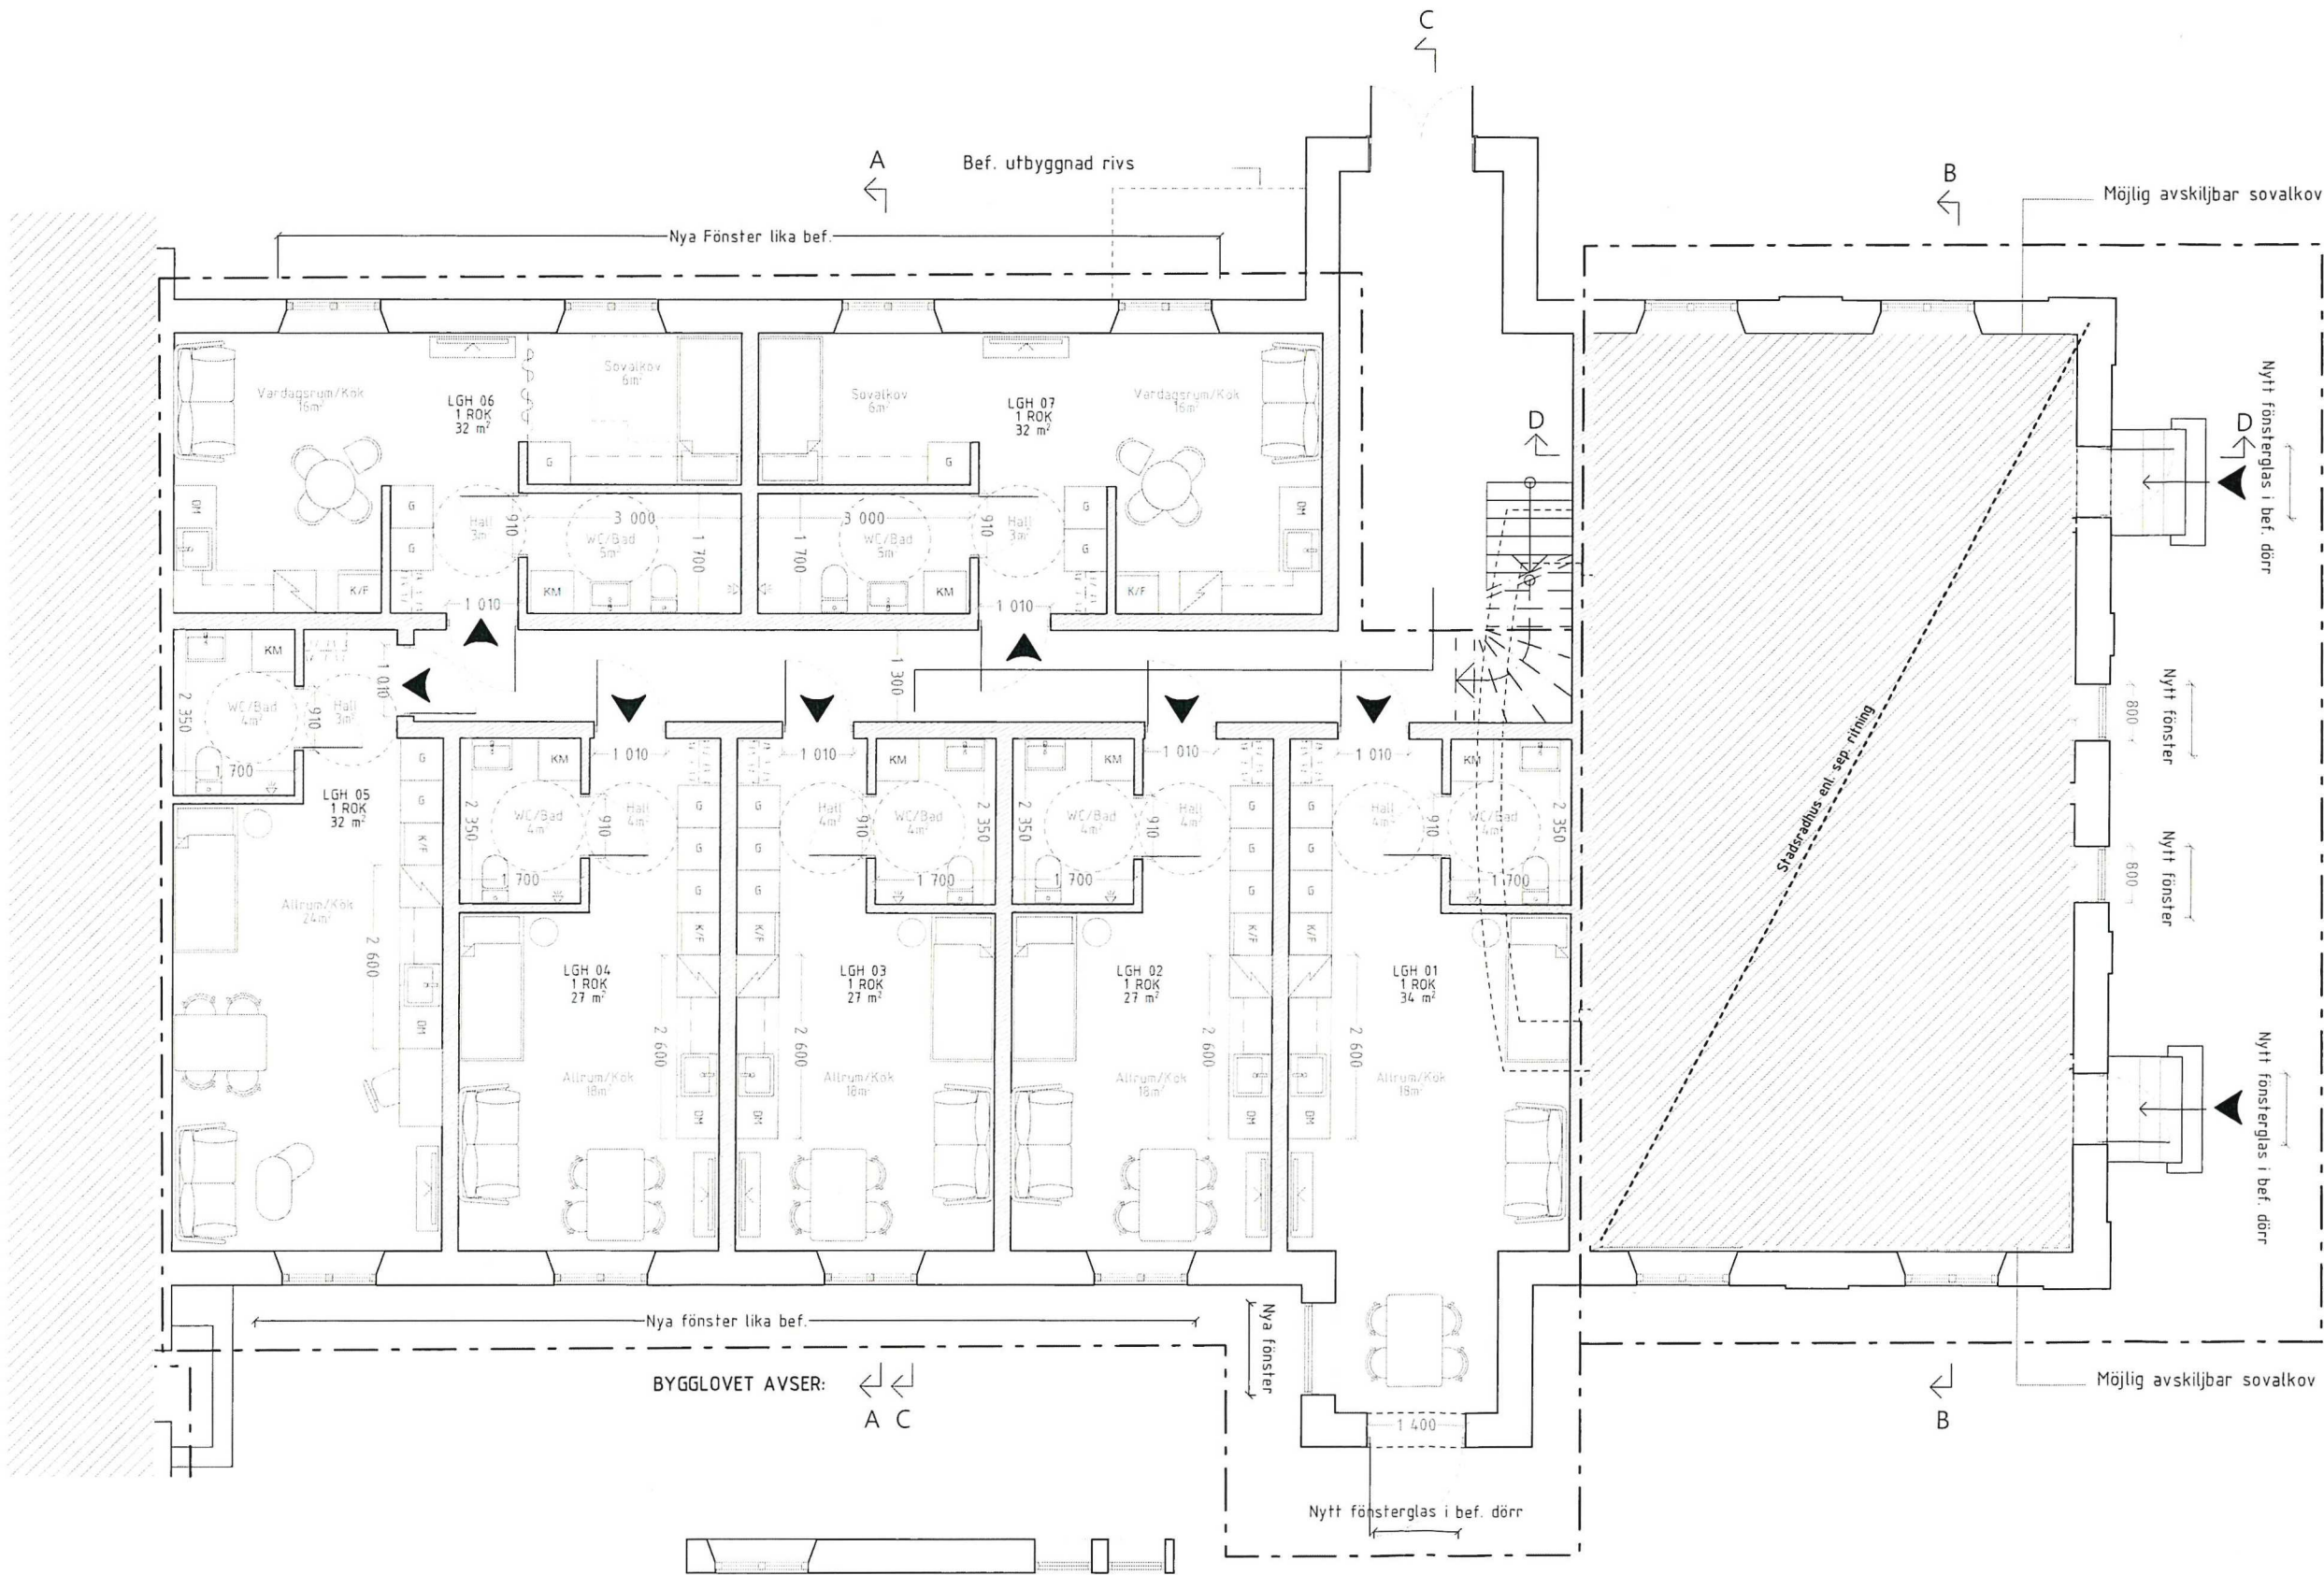 C
A
Bef. utbyggnad rivs
B
Möjlig avskiljbar sovalkov
Nya Fönster lika bef.
Vardagsrum/Kök
16m²
LGH 06
1 ROK
32 m²
Sovalkov
6m²
Sovalkov
6m²
LGH 07
1 ROK
32 m²
Vardagsrum/Kök
16m²
D
D
Nytt fönsterglas i bef. dörr
G
G
DM
G
G
Hall
3m²
910
3 000
WC/Bad
5m²
1 700
1 700
3 000
WC/Bad
5m²
910
Hall
3m²
G
G
DM
K/F
1 010
KM
KM
1 010
K/F
KM
1 010
2 350
WC/Bad
4m²
910
Hall
3m²
1 700
1 300
Nytt fönster
800
LGH 05
1 ROK
32 m²
G
G
K/F
Allrum/Kök
24m²
2 600
DM
KM
1 010
2 350
WC/Bad
4m²
910
Hall
4m²
1 700
G
G
G
K/F
LGH 04
1 ROK
27 m²
2 600
Allrum/Kök
18m²
DM
1 010
KM
G
G
G
K/F
Hall
4m²
910
WC/Bad
4m²
2 350
1 700
LGH 03
1 ROK
27 m²
2 600
Allrum/Kök
18m²
DM
KM
1 010
2 350
WC/Bad
4m²
910
Hall
4m²
1 700
G
G
G
K/F
LGH 02
1 ROK
27 m²
2 600
Allrum/Kök
18m²
DM
1 010
KM
G
G
G
K/F
Hall
4m²
910
WC/Bad
4m²
2 350
1 700
LGH 01
1 ROK
34 m²
2 600
Allrum/Kök
18m²
DM
Stadsradhus enl. sep. ritning
Nytt fönster
800
Nytt fönsterglas i bef. dörr
Nya fönster lika bef.
Nya fönster
BYGGLOVET AVSER:
A C
1 400
B
Möjlig avskiljbar sovalkov
Nytt fönsterglas i bef. dörr